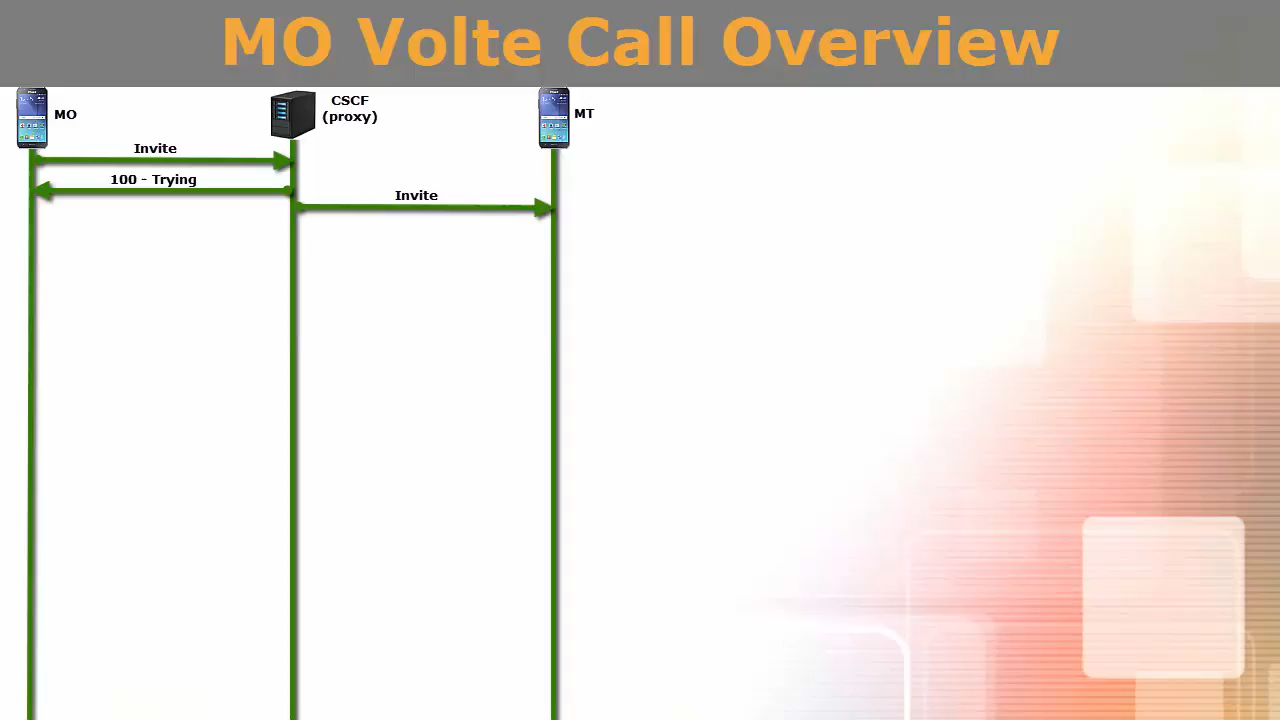 MO Volte Call Overview
MO
CSCF
(proxy)
MT
Invite
100 - Trying
Invite